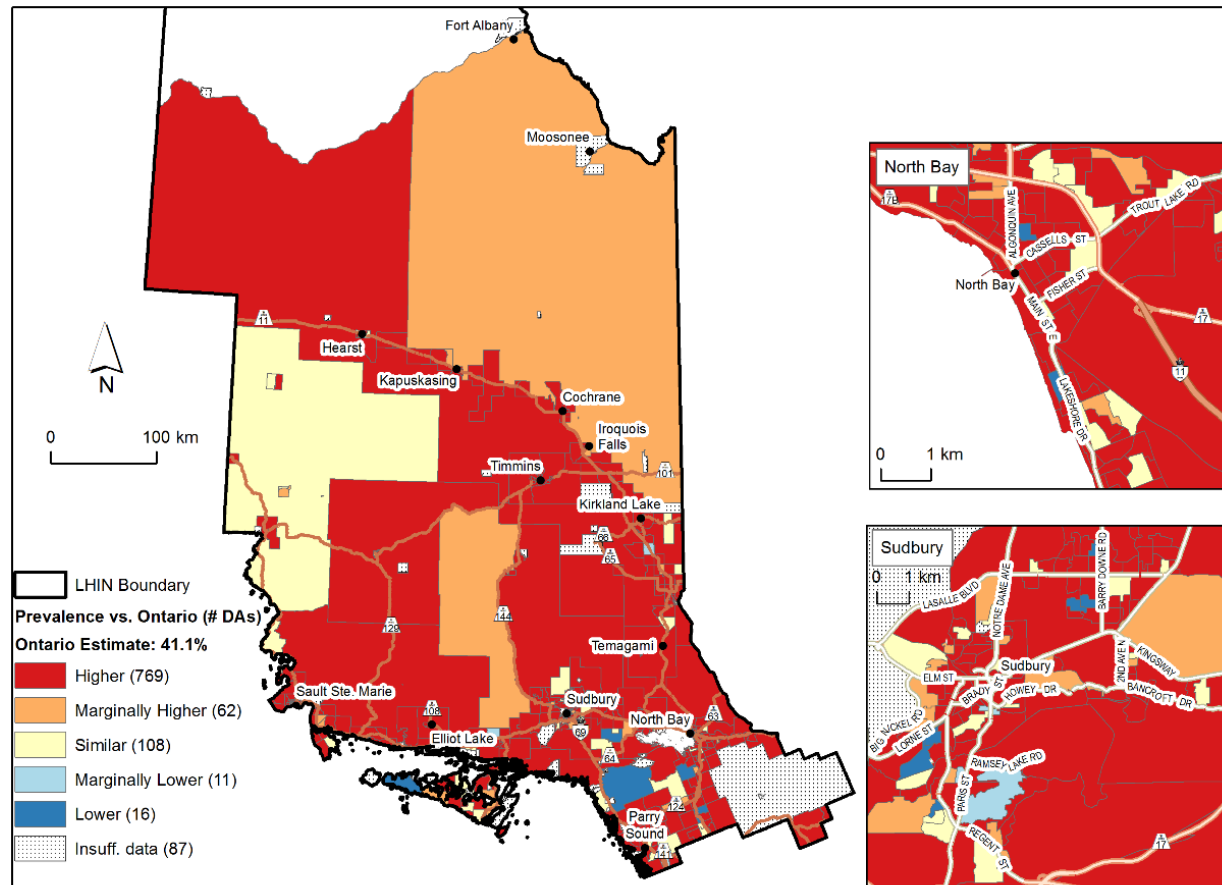 Fort Albany
Moosonee
11
Hearst
Kapuskasing
Cochrane
Iroquois
Falls
Timmins
101
Kirkland Lake
66
65
144
129
Temagami
Sault Ste. Marie
108
Elliot Lake
Sudbury
69
North Bay
63
64
124
Parry
Sound
141
N
0 100 km
LHIN Boundary
Prevalence vs. Ontario (# DAs)
Ontario Estimate: 41.1%
Higher (769)
Marginally Higher (62)
Similar (108)
Marginally Lower (11)
Lower (16)
Insuff. data (87)
North Bay
17B
ALGONQUIN AVE
TROUT LAKE RD
CASSELLS ST
North Bay
FISHER ST
MAIN ST E
17
11
LAKESHORE DR
0 1 km
Sudbury
0 1 km
LASALLE BLVD
NOTRE DAME AVE
BARRY DOWNE RD
2ND AVE N
KINGSWAY
Sudbury
ELM ST
BRADY ST
HOWEY DR
BANCROFT DR
BIG NICKEL RD
LORNE ST
RAMSEY LAKE RD
PARIS ST
REGENT ST
17